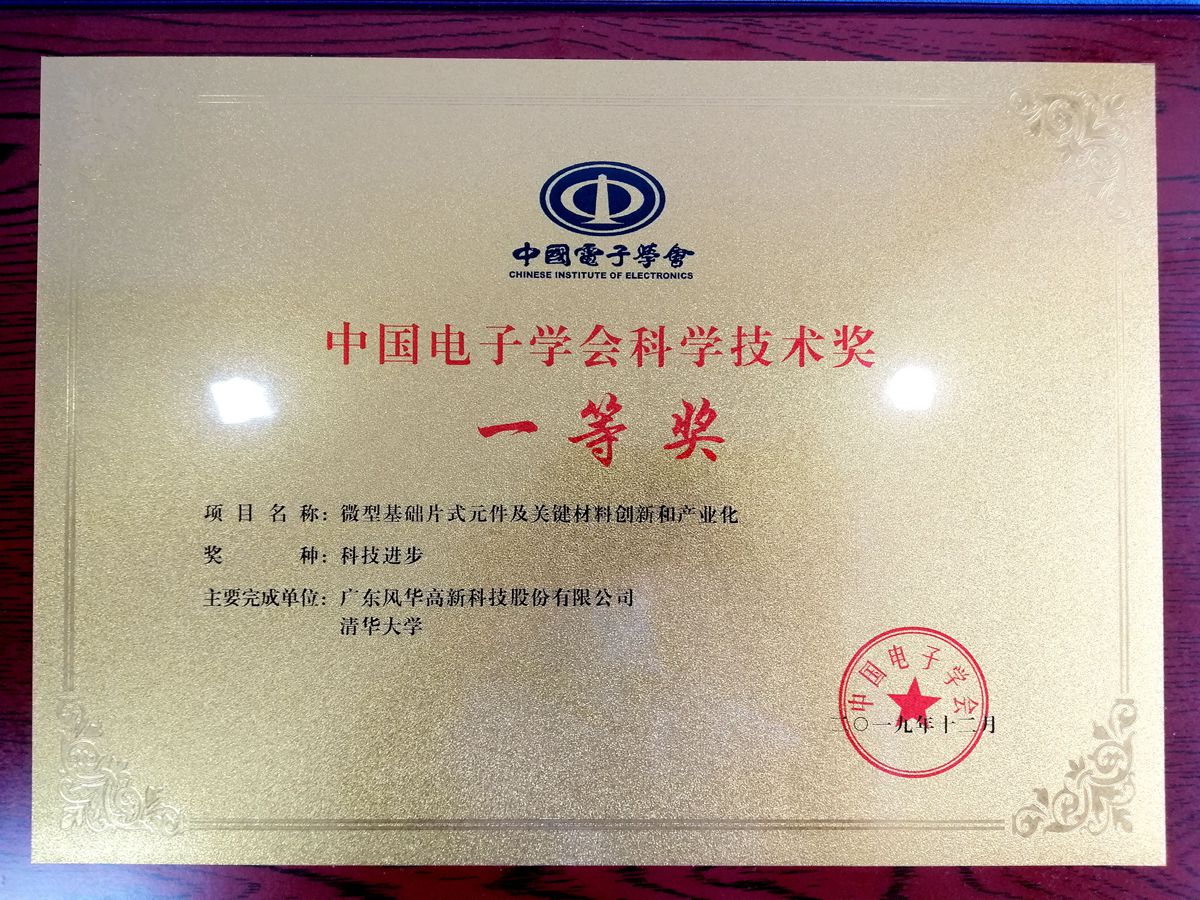 中國電子學會
CHINESE INSTITUTE OF ELECTRONICS
中国电子学会科学技术奖
一等奖
项目名称：微型基础片式元件及关键材料创新和产业化
奖种：科技进步
主要完成单位：广东风华高新科技股份有限公司
清华大学
中国电子学会
二〇一九年十二月